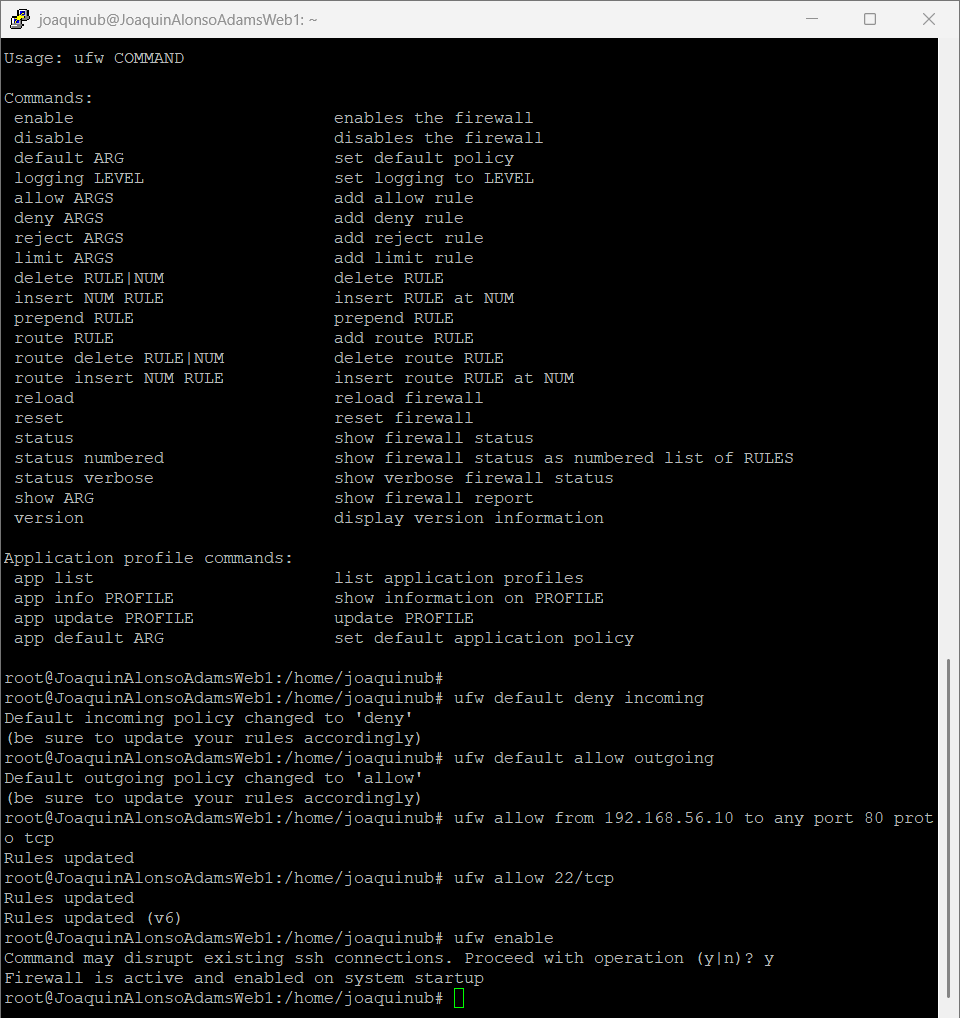 joaquinub@JoaquinAlonsoAdamsWeb1: ~
Usage: ufw COMMAND
Commands:
enable enables the firewall
disable disables the firewall
default ARG set default policy
logging LEVEL set logging to LEVEL
allow ARGS add allow rule
deny ARGS add deny rule
reject ARGS add reject rule
limit ARGS add limit rule
delete RULE|NUM delete RULE
insert NUM RULE insert RULE at NUM
prepend RULE prepend RULE
route RULE add route RULE
route delete RULE|NUM delete route RULE
route insert NUM RULE insert route RULE at NUM
reload reload firewall
reset reset firewall
status show firewall status
status numbered show firewall status as numbered list of RULES
status verbose show verbose firewall status
show ARG show firewall report
version display version information
Application profile commands:
app list list application profiles
app info PROFILE show information on PROFILE
app update PROFILE update PROFILE
app default ARG set default application policy
root@JoaquinAlonsoAdamsWeb1:/home/joaquinub#
root@JoaquinAlonsoAdamsWeb1:/home/joaquinub# ufw default deny incoming
Default incoming policy changed to 'deny'
(be sure to update your rules accordingly)
root@JoaquinAlonsoAdamsWeb1:/home/joaquinub# ufw default allow outgoing
Default outgoing policy changed to 'allow'
(be sure to update your rules accordingly)
root@JoaquinAlonsoAdamsWeb1:/home/joaquinub# ufw allow from 192.168.56.10 to any port 80 prot
o tcp
Rules updated
root@JoaquinAlonsoAdamsWeb1:/home/joaquinub# ufw allow 22/tcp
Rules updated
Rules updated (v6)
root@JoaquinAlonsoAdamsWeb1:/home/joaquinub# ufw enable
Command may disrupt existing ssh connections. Proceed with operation (y|n)? y
Firewall is active and enabled on system startup
root@JoaquinAlonsoAdamsWeb1:/home/joaquinub#